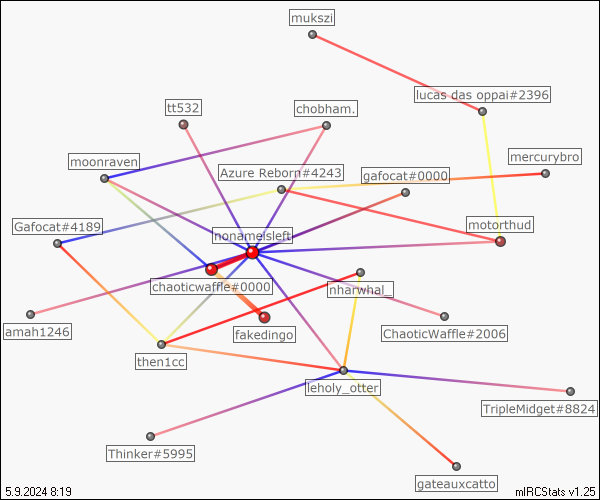 mukszi
lucas das oppai#2396
tt532
chobham.
mercurybro
moonraven
Azure Reborn#4243
gafocat#0000
Gafocat#4189
nonameisleft
motorthud
chaoticwaffle#0000
nharwhal_
amah1246
fakedingo
ChaoticWaffle#2006
then1cc
leholy_otter
TripleMidget#8824
Thinker#5995
gateauxcatto
5.9.2024 8:19
mIRCStats v1.25